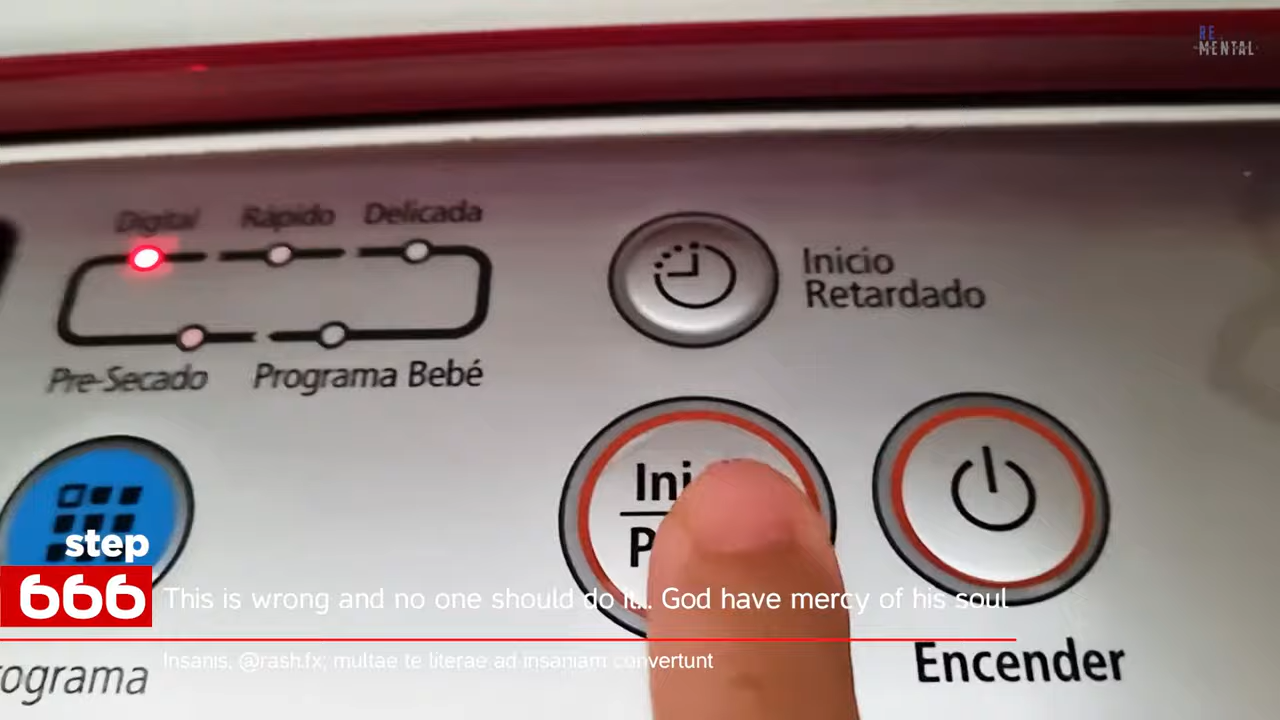 RE
MENTAL
Digital
Rápido
Delicada
Inicio
Retardado
Pre-Secado
Programa Bebé
Ini
P
step
666
This is wrong and no one should do it... God have mercy of his soul
Insanis, @rash.fx; multae te literae ad insaniam convertunt
ograma
Encender